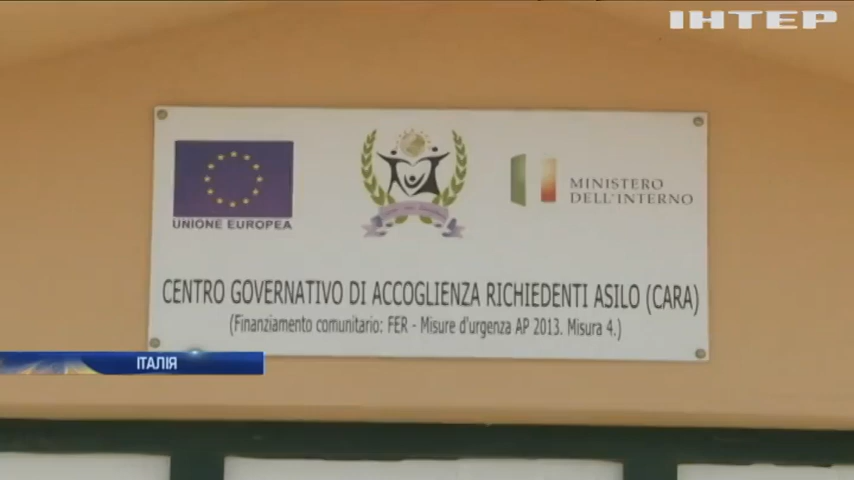 ІНТЕР
UNIONE EUROPEA
MINISTERO
DELL'INTERNO
CENTRO GOVERNATIVO DI ACCOGLIENZA RICHIEDENTI ASILO (CARA)
(Finanziamento comunitario: FER - Misure d'urgenza AP 2013. Misura 4.)
ІТАЛІЯ